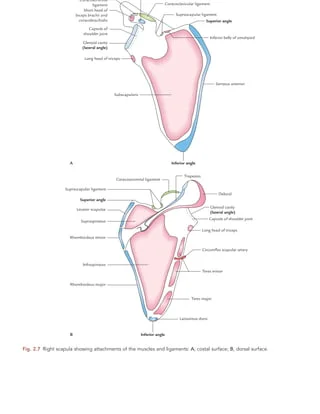 Coracohumeral
ligament
Short head of
biceps brachii and
coracobrachialis
Capsule of
shoulder joint
Glenoid cavity
(lateral angle)
Long head of triceps
Subscapularis
Coracoclavicular ligament
Suprascapular ligament
Superior angle
Inferior belly of omohyoid
Serratus anterior
A
Inferior angle
Coracoacromial ligament
Trapezius
Suprascapular ligament
Deltoid
Superior angle
Levator scapulae
Glenoid cavity
(lateral angle)
Supraspinatus
Capsule of shoulder joint
Long head of triceps
Rhomboideus minor
Circumflex scapular artery
Infraspinatus
Teres minor
Rhomboideus major
Teres major
Latissimus dorsi
B
Inferior angle
Fig. 2.7 Right scapula showing attachments of the muscles and ligaments: A, costal surface; B, dorsal surface.